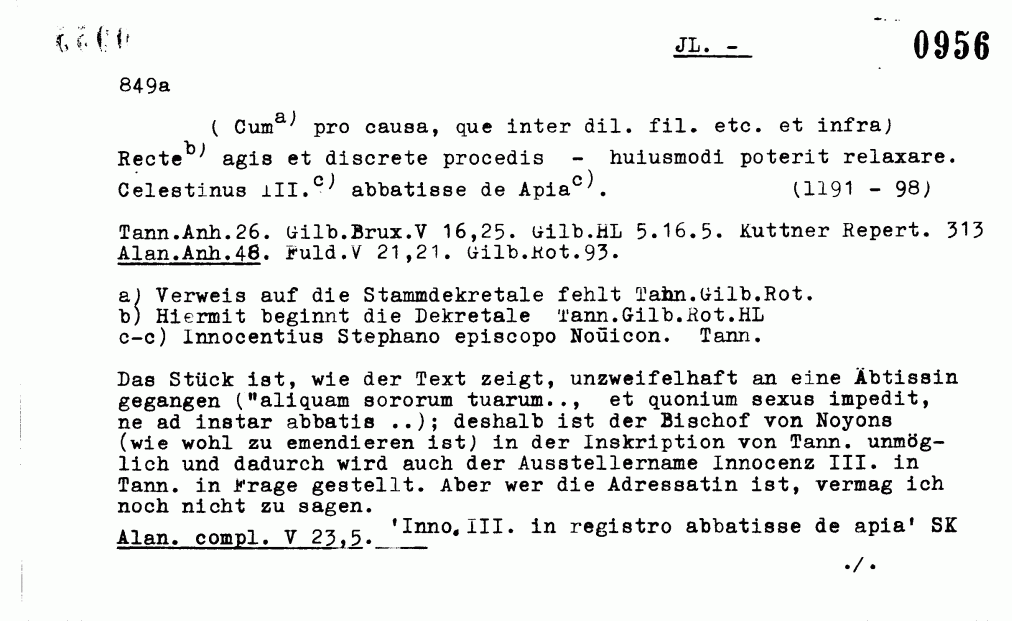 JL. - 0956
849a
( Cum a) pro causa, que inter dil. fil. etc. et infra)
Recte b) agis et discrete procedis - huiusmodi poterit relaxare.
Celestinus III. c) abbatisse de Apia c). (1191 - 98)
Tann.Anh.26. Gilb.Brux.V 16,25. Gilb.HL 5.16.5. Kuttner Repert. 313
Alan.Anh.48. Fuld.V 21,21. Gilb.Rot.93.
a) Verweis auf die Stammdekretale fehlt Tann.Gilb.Rot.
b) Hiermit beginnt die Dekretale Tann.Gilb.Rot.HL
c-c) Innocentius Stephano episcopo Noüicon. Tann.
Das Stück ist, wie der Text zeigt, unzweifelhaft an eine Äbtissin
gegangen ("aliquam sororum tuarum.., et quonium sexus impedit,
ne ad instar abbatis ..); deshalb ist der Bischof von Noyons
(wie wohl zu emendieren ist) in der Inskription von Tann. unmög-
lich und dadurch wird auch der Ausstellername Innocenz III. in
Tann. in Frage gestellt. Aber wer die Adressatin ist, vermag ich
noch nicht zu sagen.
Alan. compl. V 23,5. 'Inno.III. in registro abbatisse de apia' SK
./.